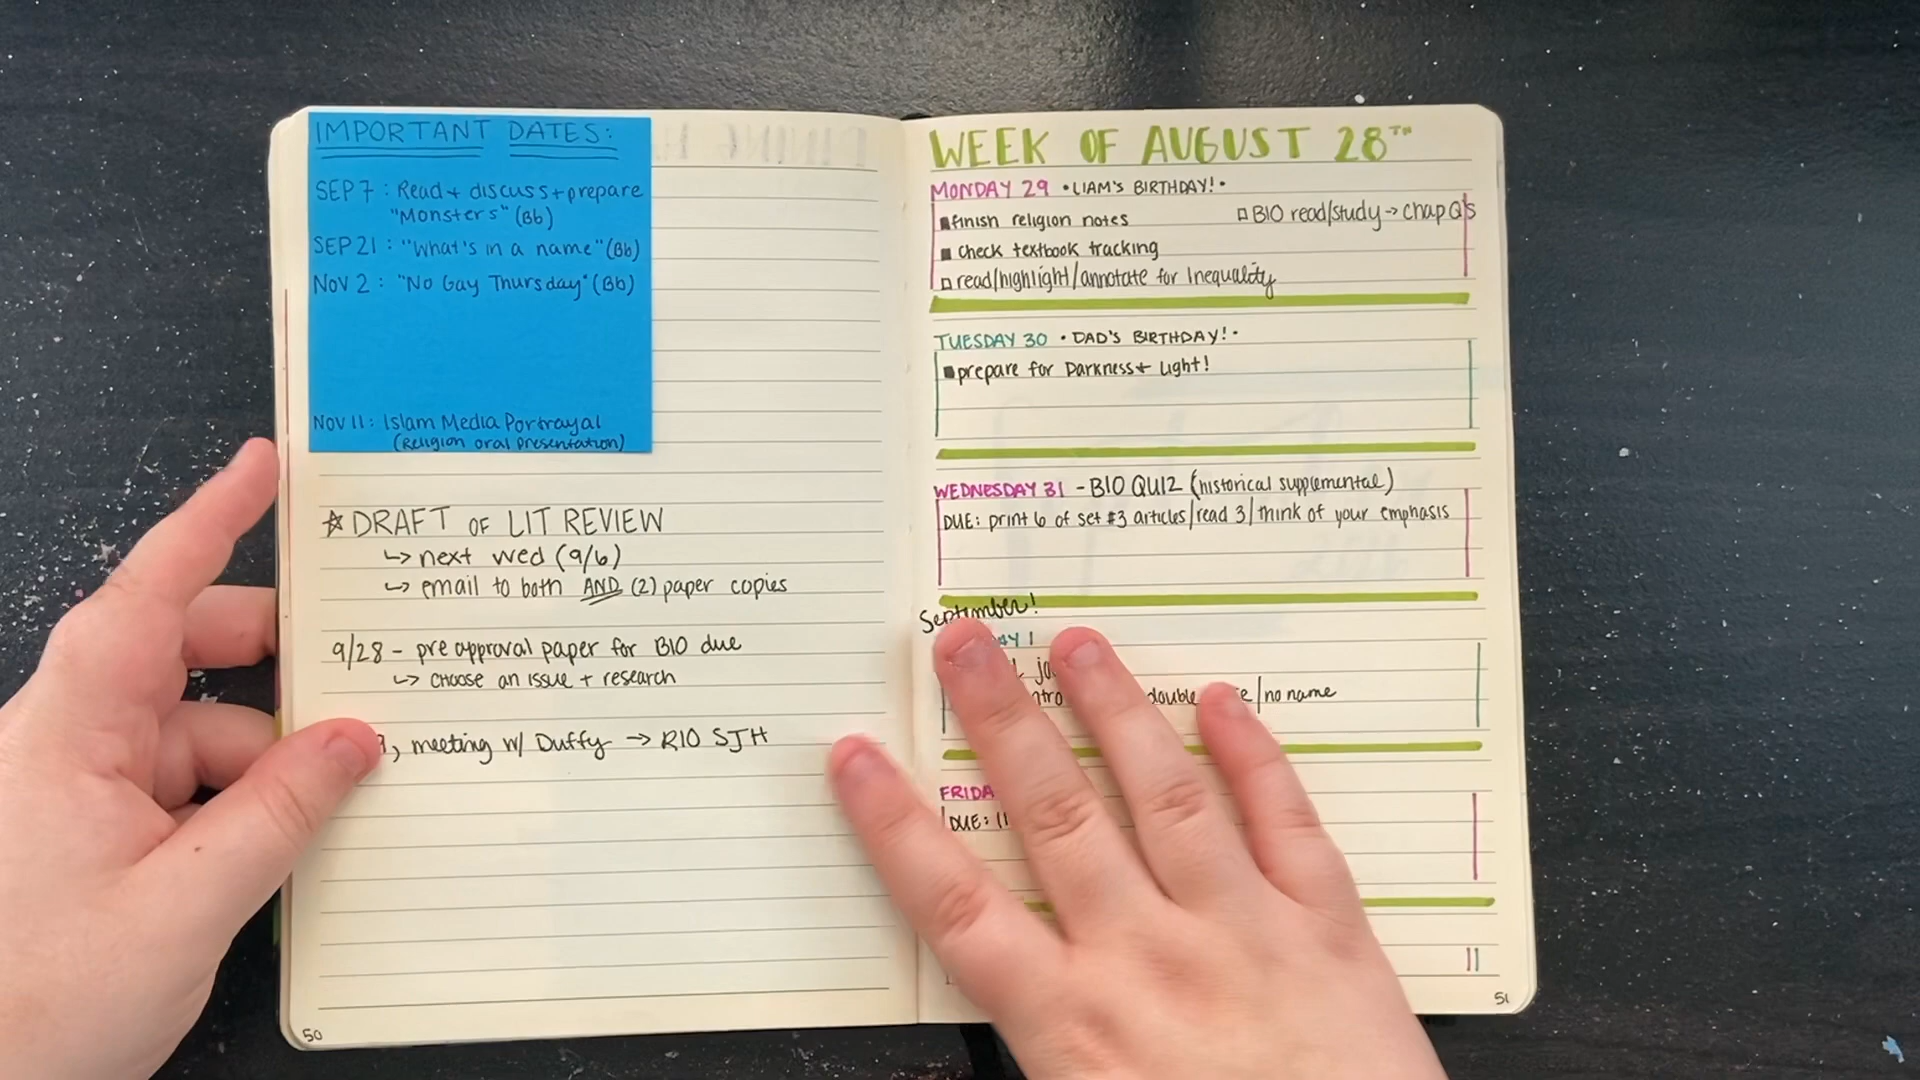 IMPORTANT DATES:
SEP 7: Read + discuss + prepare
"Monsters" (Bb)
SEP 21: "What's in a name" (Bb)
NOV 2: "No Gay Thursday" (Bb)
NOV 11: Islam Media Portrayal
(Religion oral presentation)
☆ DRAFT OF LIT REVIEW
↳ next wed (9/6)
↳ email to both AND (2) paper copies
9/28 - pre approval paper for BIO due
↳ choose an issue + research
, meeting w/ Duffy → R10 SJH
50
WEEK OF AUGUST 28TH
MONDAY 29 • LIAM'S BIRTHDAY! •
■ finish religion notes □ BIO read/study → chap Q's
■ check textbook tracking
□ read/highlight/annotate for Inequality
TUESDAY 30 • DAD'S BIRTHDAY! •
■ prepare for Darkness + Light!
WEDNESDAY 31 - BIO QUIZ (historical supplemental)
DUE: print 6 of set #3 articles/read 3/think of your emphasis
September!
AY 1
double /no name
FRIDA
DUE: 11
51